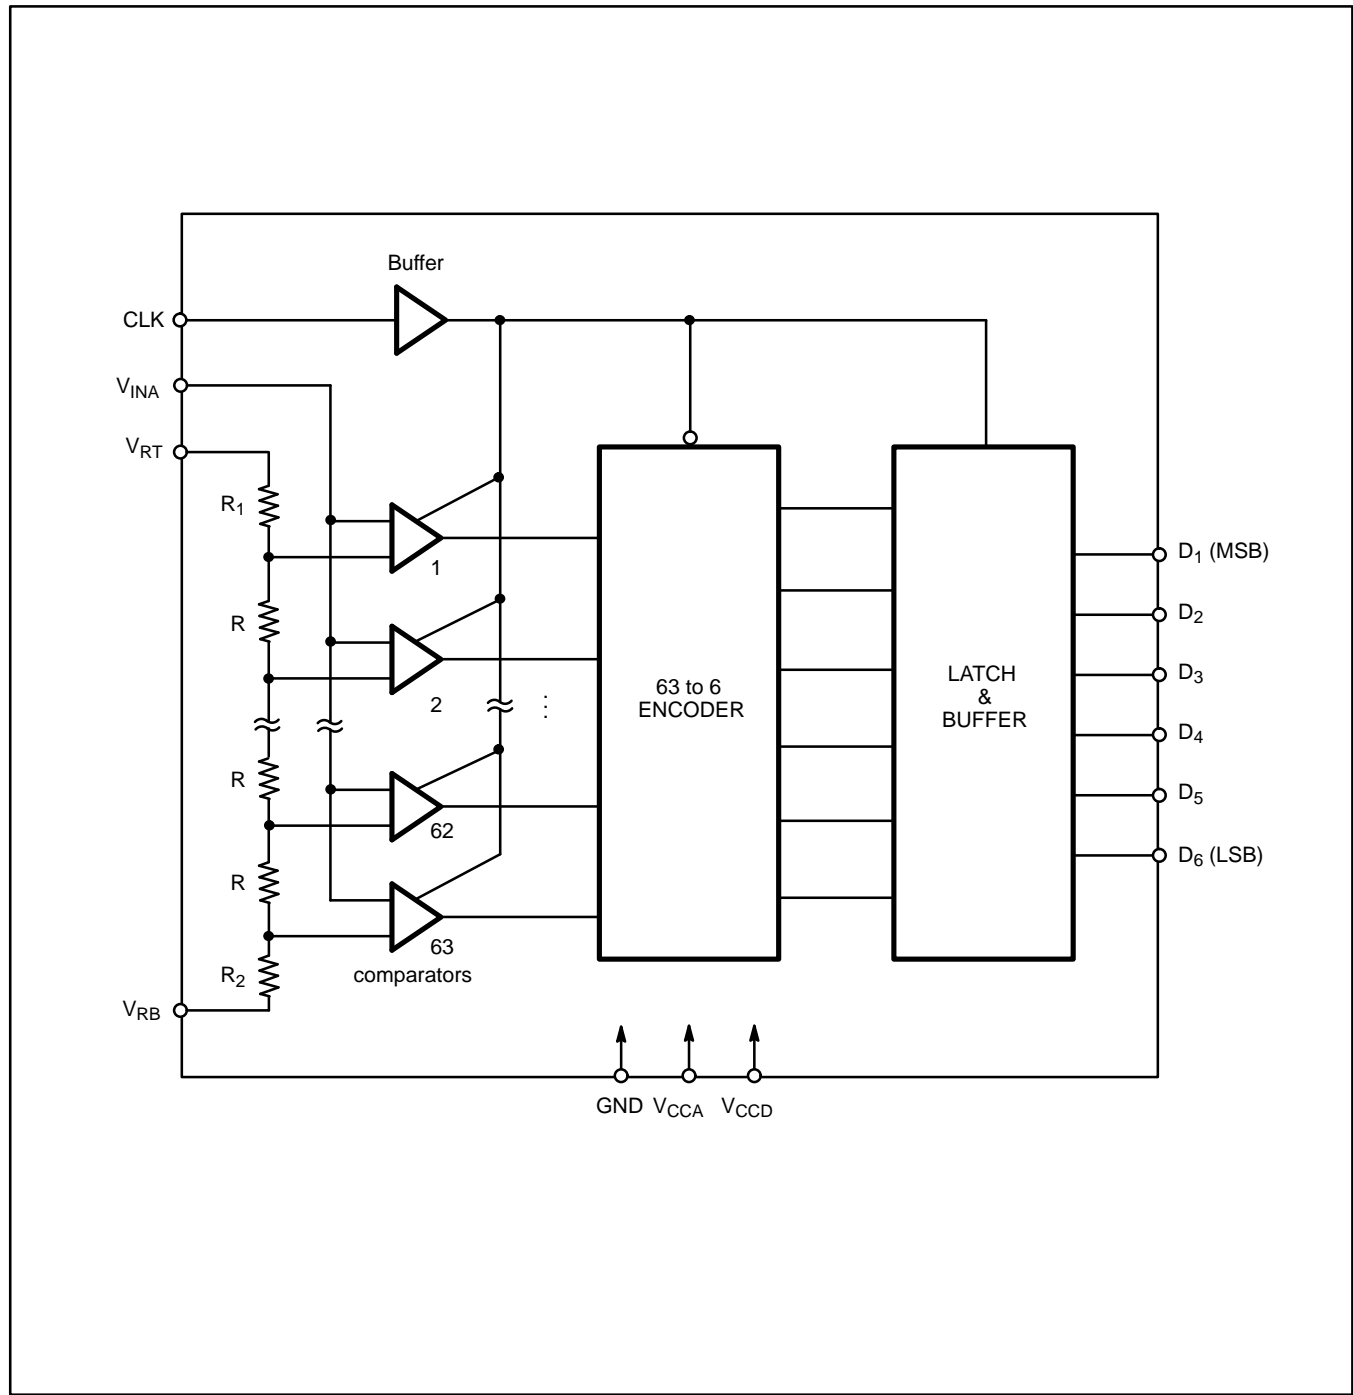 Buffer
CLK
VINA
VRT
R1
1
R
2
63 to 6
ENCODER
LATCH
&
BUFFER
D1 (MSB)
D2
D3
D4
D5
D6 (LSB)
R
62
R
63
comparators
R2
VRB
GND VCCA VCCD